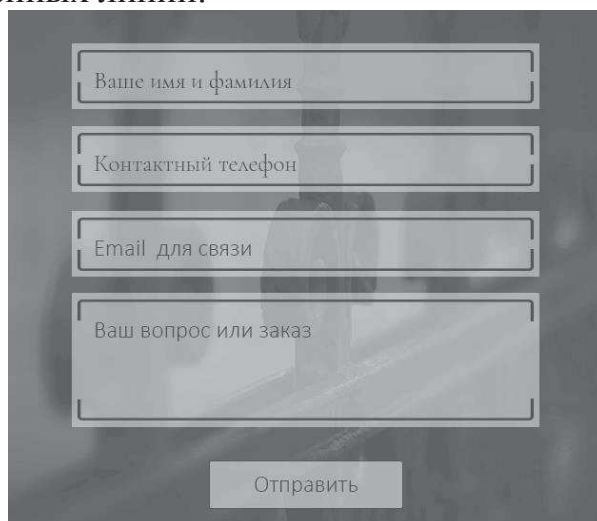 Ваше имя и фамилия
Контактный телефон
Email для связи
Ваш вопрос или заказ
Отправить